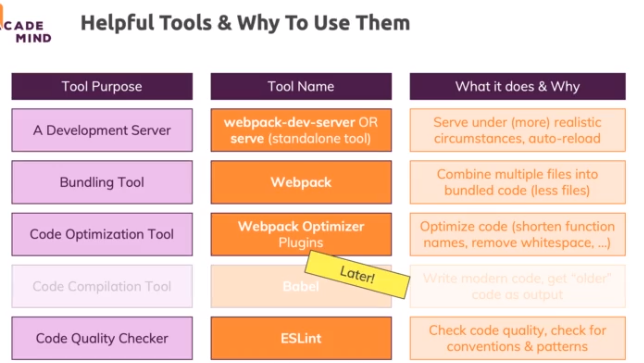 CADE
MIND
Helpful Tools & Why To Use Them
Tool Purpose
Tool Name
What it does & Why
A Development Server
webpack-dev-server OR
serve (standalone tool)
Serve under (more) realistic
circumstances, auto-reload
Bundling Tool
Webpack
Combine multiple files into
bundled code (less files)
Code Optimization Tool
Webpack Optimizer
Plugins
Optimize code (shorten function
names, remove whitespace, ...)
Later!
Code Compilation Tool
Babel
Write modern code, get "older"
code as output
Code Quality Checker
ESLint
Check code quality, check for
conventions & patterns